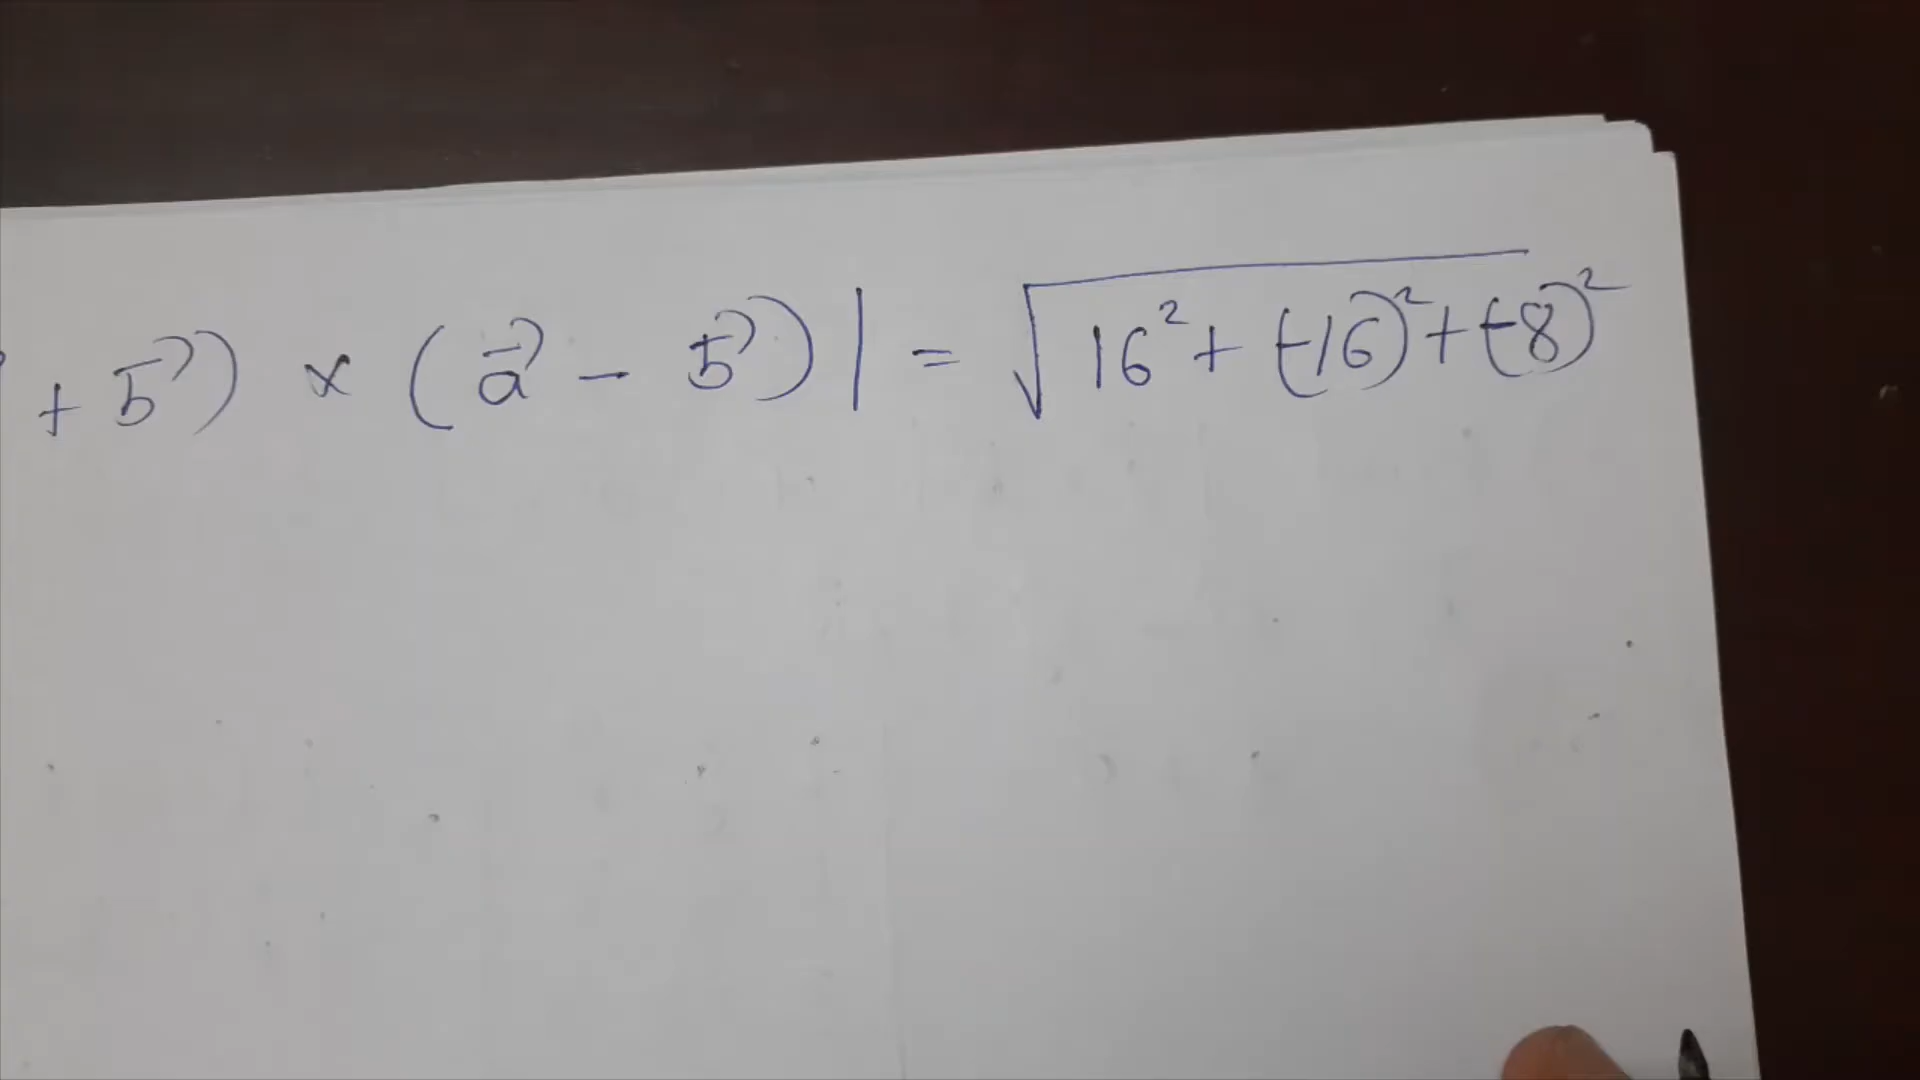 + b⃗) × (a⃗ - b⃗)| = √16² + (-16)² + (-8)²